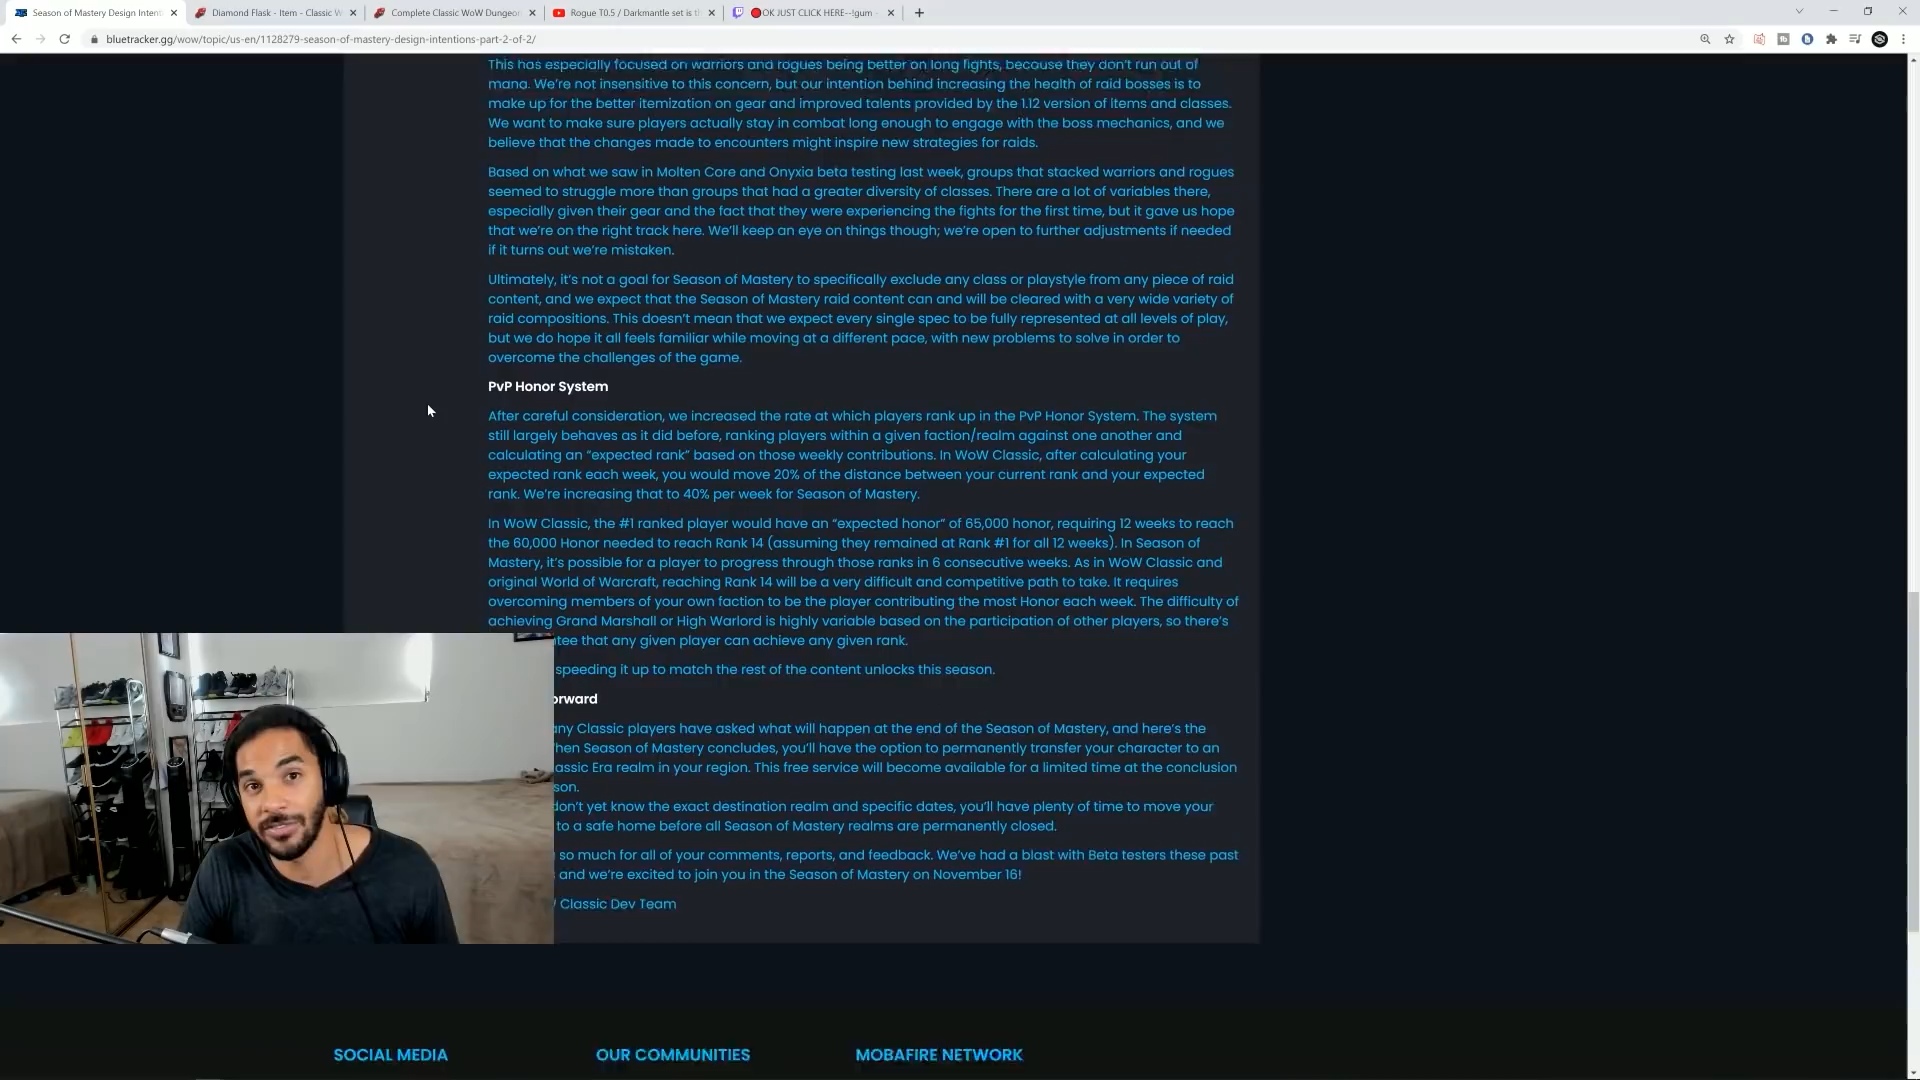 Season of Mastery Design Intent
Diamond Flask - Item - Classic W
Complete Classic WoW Dungeon
Rogue T0.5 / Darkmantle set is th
OK JUST CLICK HERE--!gum -
bluetracker.gg/wow/topic/us-en/1128279-season-of-mastery-design-intentions-part-2-of-2/
This has especially focused on warriors and rogues being better on long fights, because they don't run out of
mana. We're not insensitive to this concern, but our intention behind increasing the health of raid bosses is to
make up for the better itemization on gear and improved talents provided by the 1.12 version of items and classes.
We want to make sure players actually stay in combat long enough to engage with the boss mechanics, and we
believe that the changes made to encounters might inspire new strategies for raids.
Based on what we saw in Molten Core and Onyxia beta testing last week, groups that stacked warriors and rogues
seemed to struggle more than groups that had a greater diversity of classes. There are a lot of variables there,
especially given their gear and the fact that they were experiencing the fights for the first time, but it gave us hope
that we're on the right track here. We'll keep an eye on things though; we're open to further adjustments if needed
if it turns out we're mistaken.
Ultimately, it's not a goal for Season of Mastery to specifically exclude any class or playstyle from any piece of raid
content, and we expect that the Season of Mastery raid content can and will be cleared with a very wide variety of
raid compositions. This doesn't mean that we expect every single spec to be fully represented at all levels of play,
but we do hope it all feels familiar while moving at a different pace, with new problems to solve in order to
overcome the challenges of the game.
PvP Honor System
After careful consideration, we increased the rate at which players rank up in the PvP Honor System. The system
still largely behaves as it did before, ranking players within a given faction/realm against one another and
calculating an “expected rank” based on those weekly contributions. In WoW Classic, after calculating your
expected rank each week, you would move 20% of the distance between your current rank and your expected
rank. We're increasing that to 40% per week for Season of Mastery.
In WoW Classic, the #1 ranked player would have an “expected honor” of 65,000 honor, requiring 12 weeks to reach
the 60,000 Honor needed to reach Rank 14 (assuming they remained at Rank #1 for all 12 weeks). In Season of
Mastery, it's possible for a player to progress through those ranks in 6 consecutive weeks. As in WoW Classic and
original World of Warcraft, reaching Rank 14 will be a very difficult and competitive path to take. It requires
overcoming members of your own faction to be the player contributing the most Honor each week. The difficulty of
achieving Grand Marshall or High Warlord is highly variable based on the participation of other players, so there's
tee that any given player can achieve any given rank.
speeding it up to match the rest of the content unlocks this season.
orward
any Classic players have asked what will happen at the end of the Season of Mastery, and here's the
hen Season of Mastery concludes, you'll have the option to permanently transfer your character to an
assic Era realm in your region. This free service will become available for a limited time at the conclusion
son.
don't yet know the exact destination realm and specific dates, you'll have plenty of time to move your
to a safe home before all Season of Mastery realms are permanently closed.
so much for all of your comments, reports, and feedback. We've had a blast with Beta testers these past
and we're excited to join you in the Season of Mastery on November 16!
Classic Dev Team
SOCIAL MEDIA
OUR COMMUNITIES
MOBAFIRE NETWORK